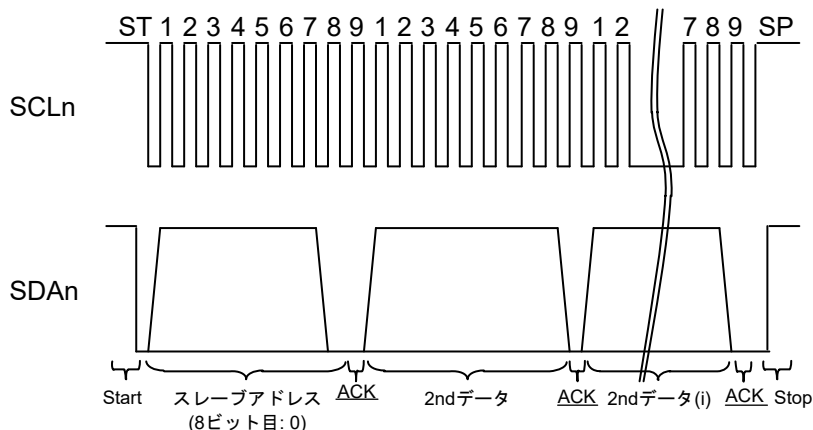 ST 1 2 3 4 5 6 7 8 9 1 2 3 4 5 6 7 8 9 1 2 7 8 9 SP
SCLn
SDAn
Start スレーブアドレス ACK 2ndデータ ACK 2ndデータ(i) ACK Stop
(8ビット目: 0)